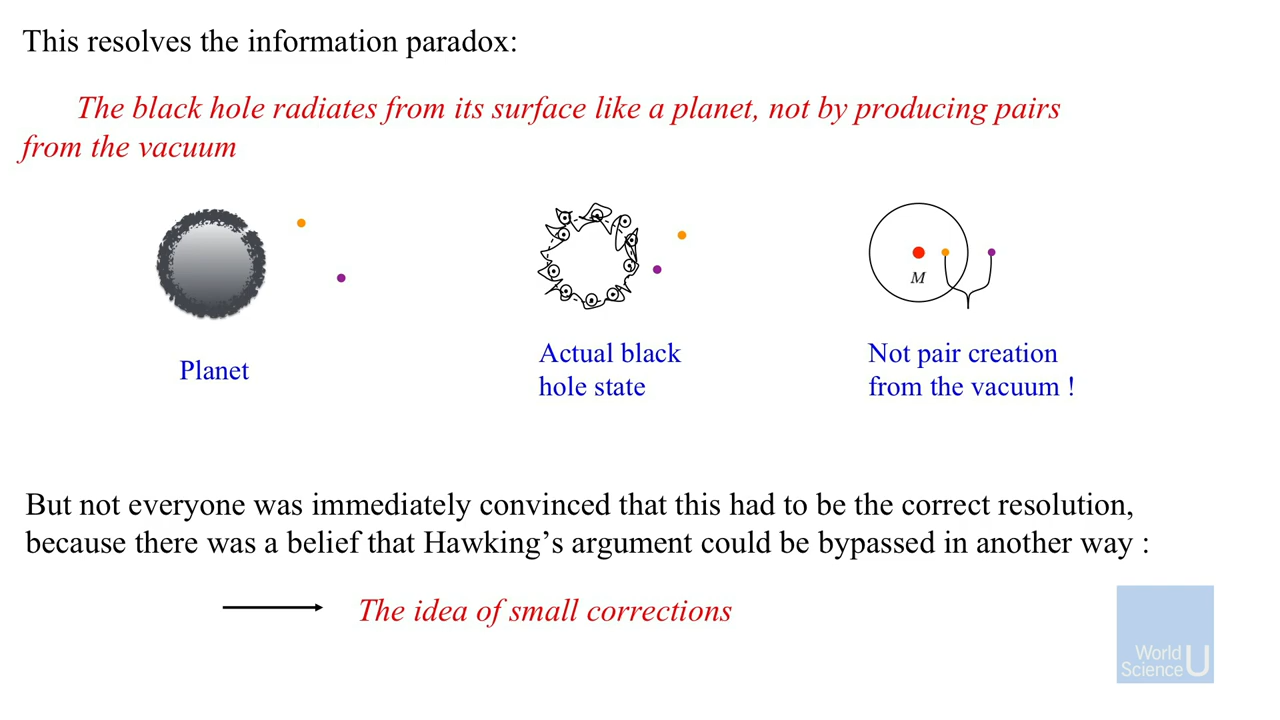 This resolves the information paradox:
The black hole radiates from its surface like a planet, not by producing pairs
from the vacuum
M
Planet
Actual black
hole state
Not pair creation
from the vacuum !
But not everyone was immediately convinced that this had to be the correct resolution,
because there was a belief that Hawking’s argument could be bypassed in another way :
The idea of small corrections
World
Science U